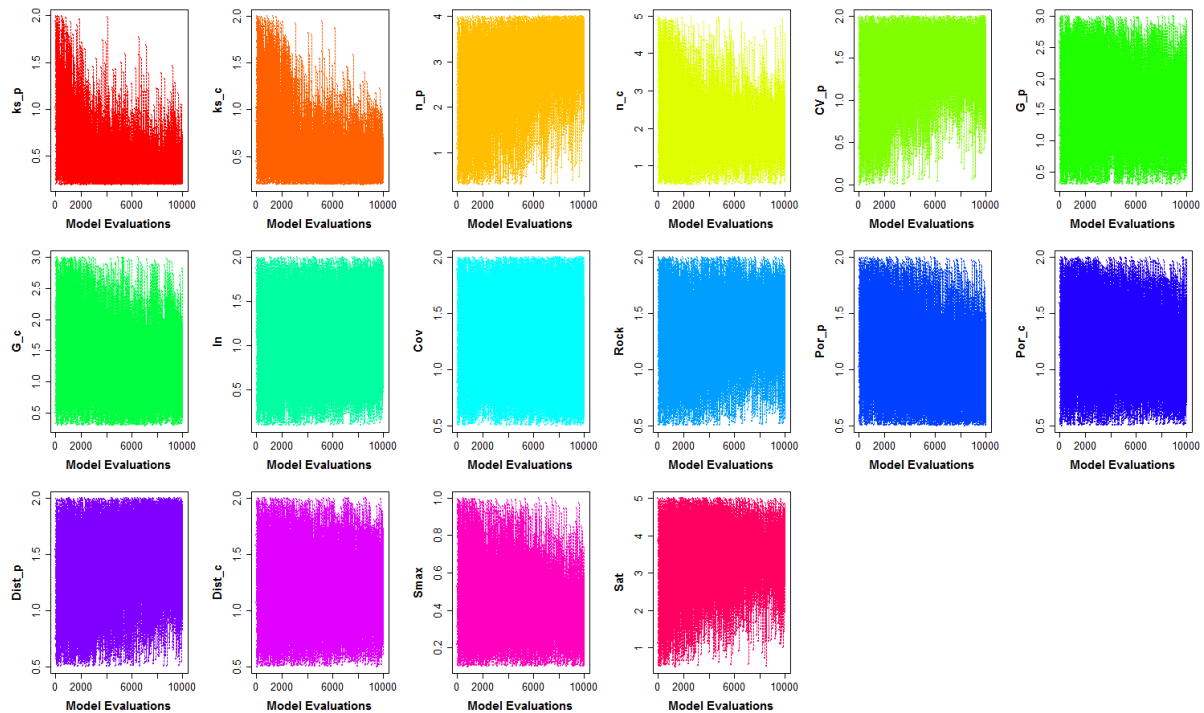 ks_p
2.0
1.5
1.0
0.5
0 2000 6000 10000
Model Evaluations
ks_c
2.0
1.5
1.0
0.5
0 2000 6000 10000
Model Evaluations
n_p
4
3
2
1
0 2000 6000 10000
Model Evaluations
n_c
5
4
3
2
1
0 2000 6000 10000
Model Evaluations
CV_p
2.0
1.5
1.0
0.5
0.0
0 2000 6000 10000
Model Evaluations
G_p
3.0
2.5
2.0
1.5
1.0
0.5
0 2000 6000 10000
Model Evaluations
G_c
3.0
2.5
2.0
1.5
1.0
0.5
0 2000 6000 10000
Model Evaluations
In
2.0
1.5
1.0
0.5
0 2000 6000 10000
Model Evaluations
Cov
2.0
1.5
1.0
0.5
0 2000 6000 10000
Model Evaluations
Rock
2.0
1.5
1.0
0.5
0 2000 6000 10000
Model Evaluations
Por_p
2.0
1.5
1.0
0.5
0 2000 6000 10000
Model Evaluations
Por_c
2.0
1.5
1.0
0.5
0 2000 6000 10000
Model Evaluations
Dist_p
2.0
1.5
1.0
0.5
0 2000 6000 10000
Model Evaluations
Dist_c
2.0
1.5
1.0
0.5
0 2000 6000 10000
Model Evaluations
Smax
1.0
0.8
0.6
0.4
0.2
0 2000 6000 10000
Model Evaluations
Sat
5
4
3
2
1
0 2000 6000 10000
Model Evaluations